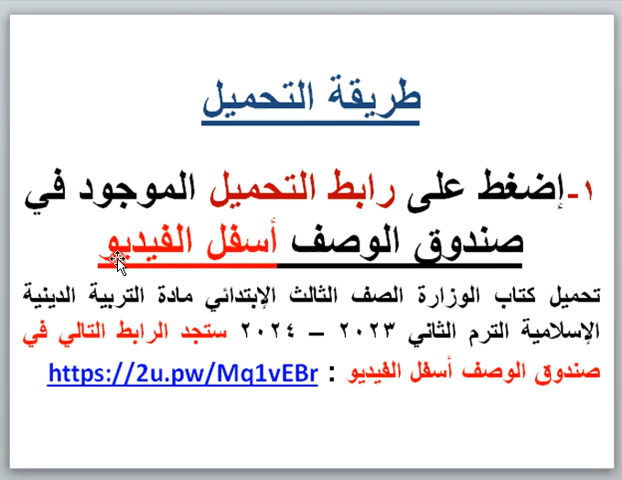 طريقة التحميل
١-إضغط على رابط التحميل الموجود في
صندوق الوصف أسفل الفيديو
تحميل كتاب الوزارة الصف الثالث الإبتدائي مادة التربية الدينية
الإسلامية الترم الثاني ٢٠٢٣ – ٢٠٢٤ ستجد الرابط التالي في
صندوق الوصف أسفل الفيديو : https://2u.pw/Mq1vEBr